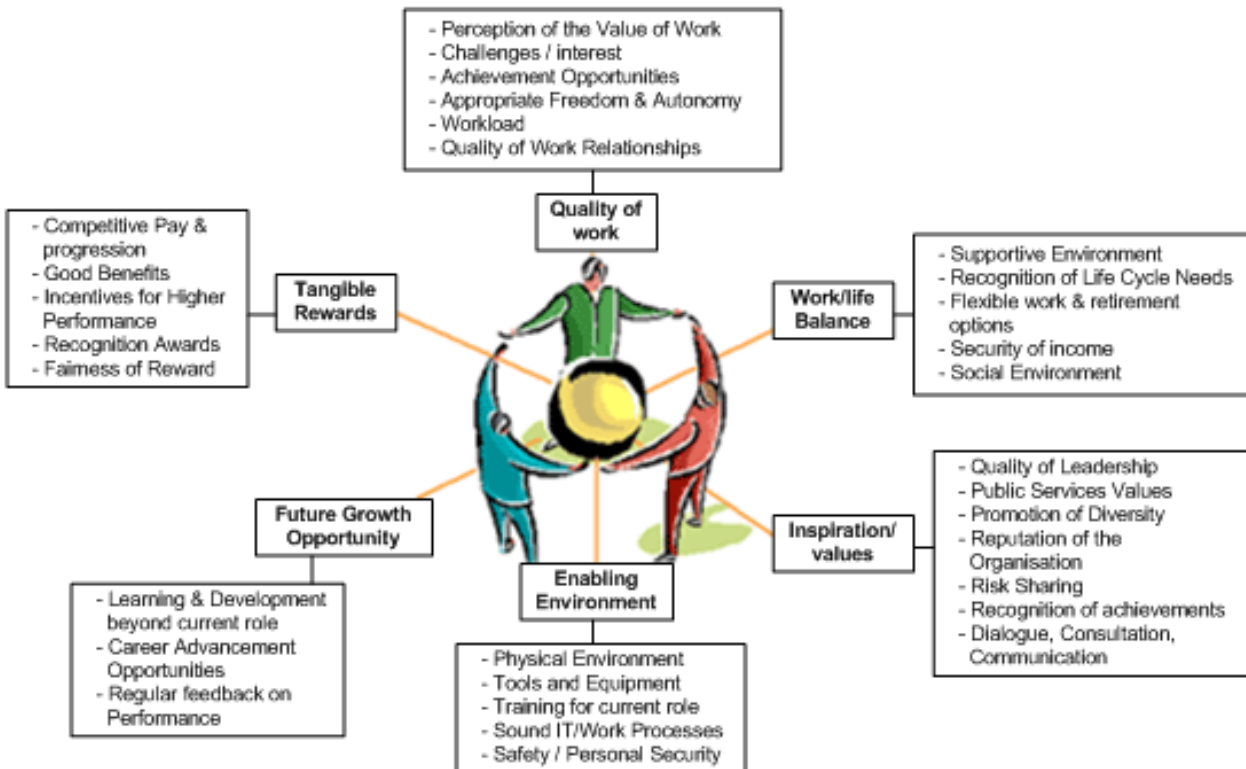 - Perception of the Value of Work
- Challenges / interest
- Achievement Opportunities
- Appropriate Freedom & Autonomy
- Workload
- Quality of Work Relationships
Quality of
work
- Competitive Pay &
progression
- Good Benefits
- Incentives for Higher
Performance
- Recognition Awards
- Fairness of Reward
Tangible
Rewards
Work/life
Balance
- Supportive Environment
- Recognition of Life Cycle Needs
- Flexible work & retirement
options
- Security of income
- Social Environment
Future Growth
Opportunity
- Learning & Development
beyond current role
- Career Advancement
Opportunities
- Regular feedback on
Performance
Enabling
Environment
- Physical Environment
- Tools and Equipment
- Training for current role
- Sound IT/Work Processes
- Safety / Personal Security
Inspiration/
values
- Quality of Leadership
- Public Services Values
- Promotion of Diversity
- Reputation of the
Organisation
- Risk Sharing
- Recognition of achievements
- Dialogue, Consultation,
Communication